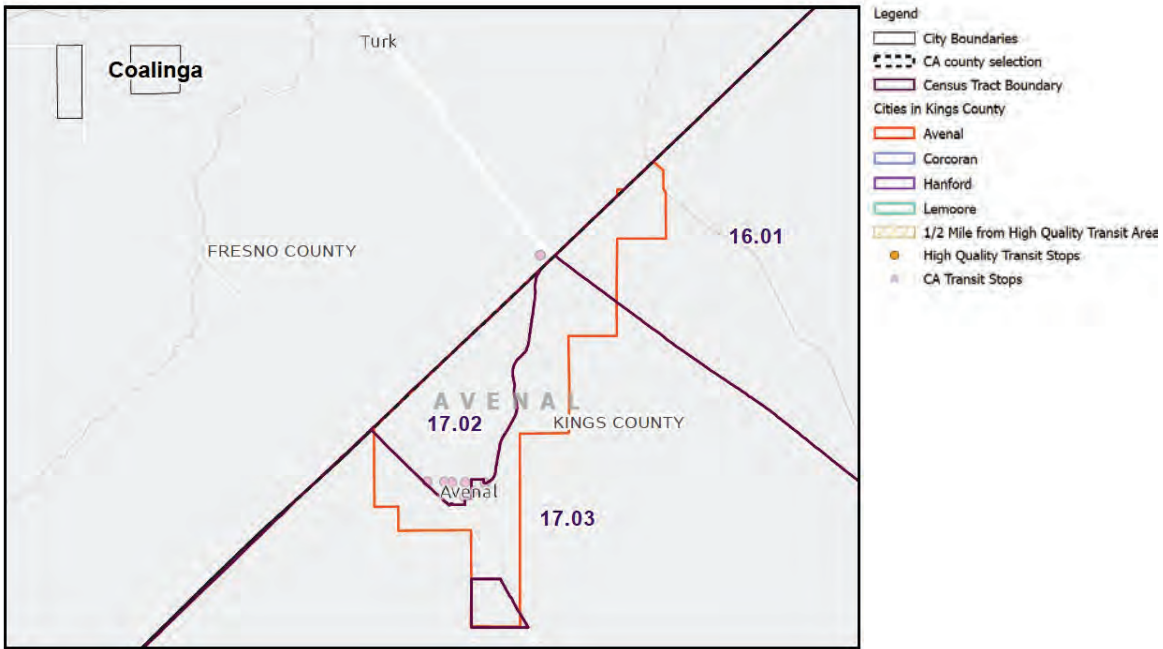 Turk
Coalinga
FRESNO COUNTY
16.01
AVENAL
17.02
KINGS COUNTY
Avenal
17.03
Legend
City Boundaries
CA county selection
Census Tract Boundary
Cities in Kings County
Avenal
Corcoran
Hanford
Lemoore
1/2 Mile from High Quality Transit Area
High Quality Transit Stops
CA Transit Stops